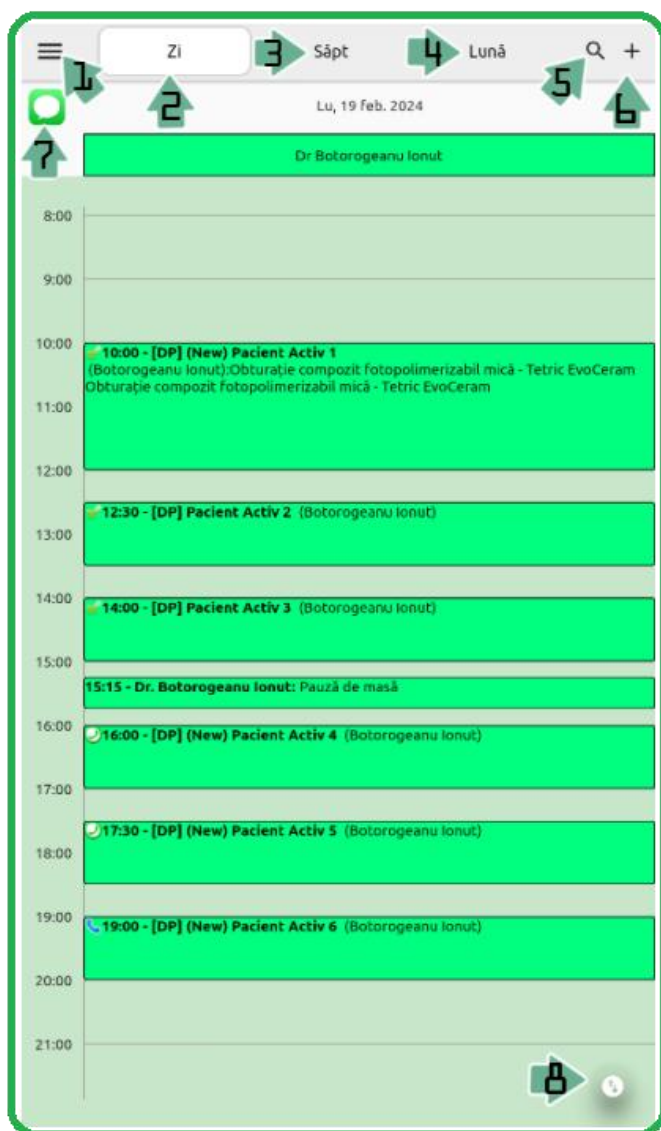 1
Zi
2
3
Săpt
4
Lună
5
6
7
Lu, 19 feb. 2024
Dr Botorogeanu Ionut
8:00
9:00
10:00
10:00 - [DP] (New) Pacient Activ 1
(Botorogeanu Ionut):Obturație compozit fotopolimerizabil mică - Tetric EvoCeram
Obturație compozit fotopolimerizabil mică - Tetric EvoCeram
11:00
12:00
12:30 - [DP] Pacient Activ 2 (Botorogeanu Ionut)
13:00
14:00
14:00 - [DP] Pacient Activ 3 (Botorogeanu Ionut)
15:00
15:15 - Dr. Botorogeanu Ionut: Pauză de masă
16:00
16:00 - [DP] (New) Pacient Activ 4 (Botorogeanu Ionut)
17:00
17:30 - [DP] (New) Pacient Activ 5 (Botorogeanu Ionut)
18:00
19:00
19:00 - [DP] (New) Pacient Activ 6 (Botorogeanu Ionut)
20:00
21:00
8